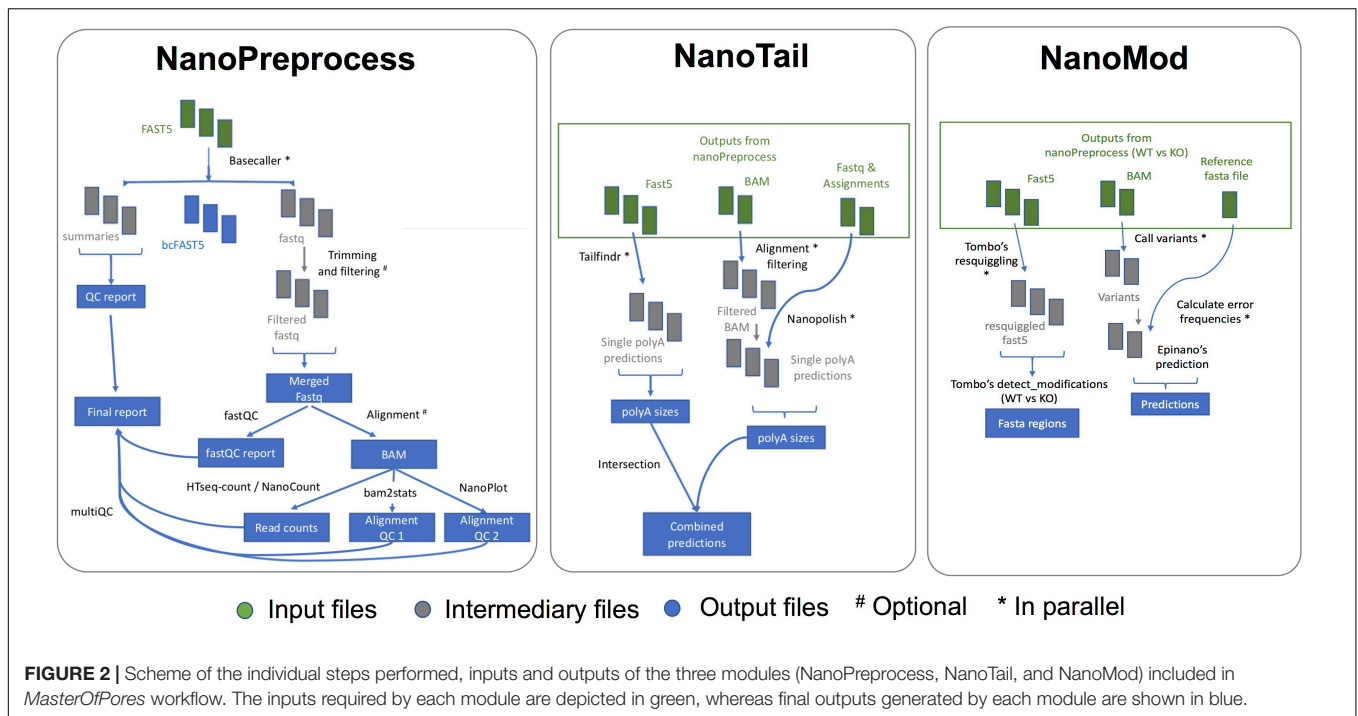 NanoPreprocess
FAST5
Basecaller *
summaries
bcFAST5
fastq
Trimming
and filtering #
QC report
Filtered
fastq
Merged
Fastq
Final report
fastQC
Alignment #
fastQC report
BAM
HTseq-count / NanoCount
bam2stats
NanoPlot
multiQC
Read counts
Alignment
QC 1
Alignment
QC 2
NanoTail
Outputs from
nanoPreprocess
Fast5
BAM
Fastq &
Assignments
Tailfindr *
Alignment *
filtering
Filtered
BAM
Nanopolish *
Single polyA
predictions
Single polyA
predictions
polyA sizes
polyA sizes
Intersection
Combined
predictions
NanoMod
Outputs from
nanoPreprocess (WT vs KO)
Reference
fasta file
Fast5
BAM
Tombo's
resquiggling
*
Call variants *
Variants
Calculate error
frequencies *
resquiggled
fast5
Epinano's
prediction
Tombo's detect_modifications
(WT vs KO)
Fasta regions
Predictions
Input files
Intermediary files
Output files
# Optional
* In parallel
FIGURE 2 | Scheme of the individual steps performed, inputs and outputs of the three modules (NanoPreprocess, NanoTail, and NanoMod) included in
MasterOfPores workflow. The inputs required by each module are depicted in green, whereas final outputs generated by each module are shown in blue.